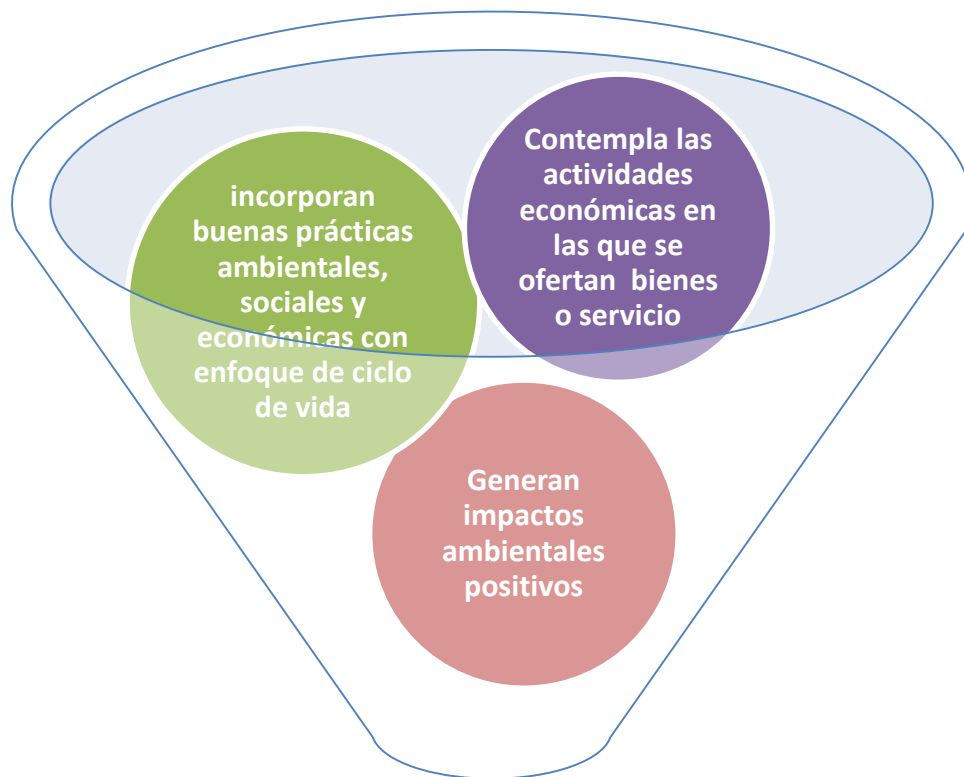 incorporan
buenas prácticas
ambientales,
sociales y
económicas con
enfoque de ciclo
de vida
Contempla las
actividades
económicas en
las que se
ofertan  bienes
o servicio
Generan
impactos
ambientales
positivos